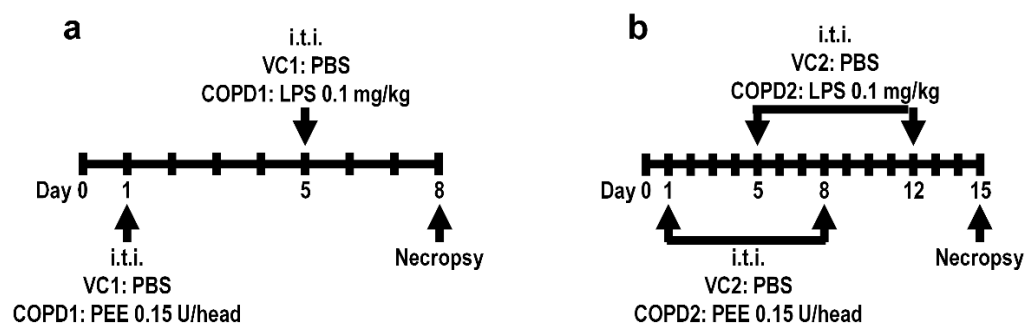 a
i.t.i.
VC1: PBS
COPD1: LPS 0.1 mg/kg
Day 0 1 5 8
i.t.i.
VC1: PBS
COPD1: PEE 0.15 U/head
Necropsy
b
i.t.i.
VC2: PBS
COPD2: LPS 0.1 mg/kg
Day 0 1 5 8 12 15
i.t.i.
VC2: PBS
COPD2: PEE 0.15 U/head
Necropsy